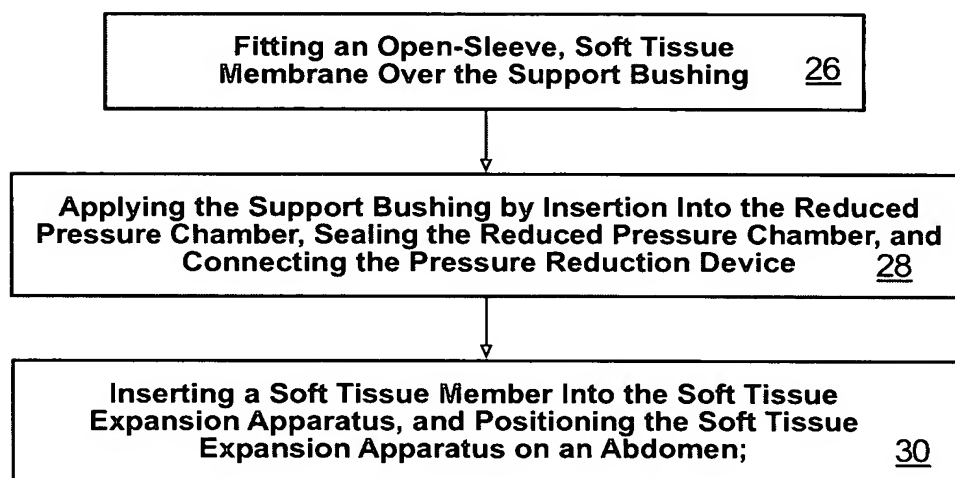 Fitting an Open-Sleeve, Soft Tissue
Membrane Over the Support Bushing 26
Applying the Support Bushing by Insertion Into the Reduced
Pressure Chamber, Sealing the Reduced Pressure Chamber, and
Connecting the Pressure Reduction Device 28
Inserting a Soft Tissue Member Into the Soft Tissue
Expansion Apparatus, and Positioning the Soft Tissue
Expansion Apparatus on an Abdomen; 30